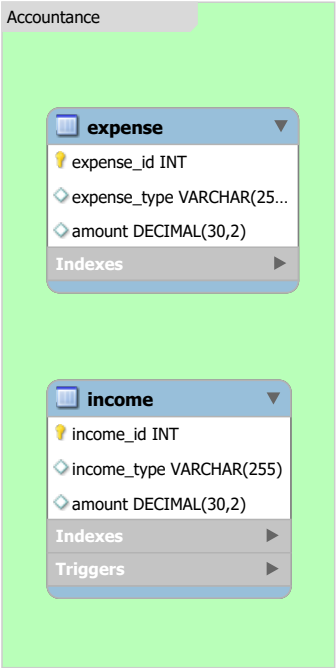 Accountance
expense
expense_id INT
expense_type VARCHAR(25...
amount DECIMAL(30,2)
Indexes
income
income_id INT
income_type VARCHAR(255)
amount DECIMAL(30,2)
Indexes
Triggers